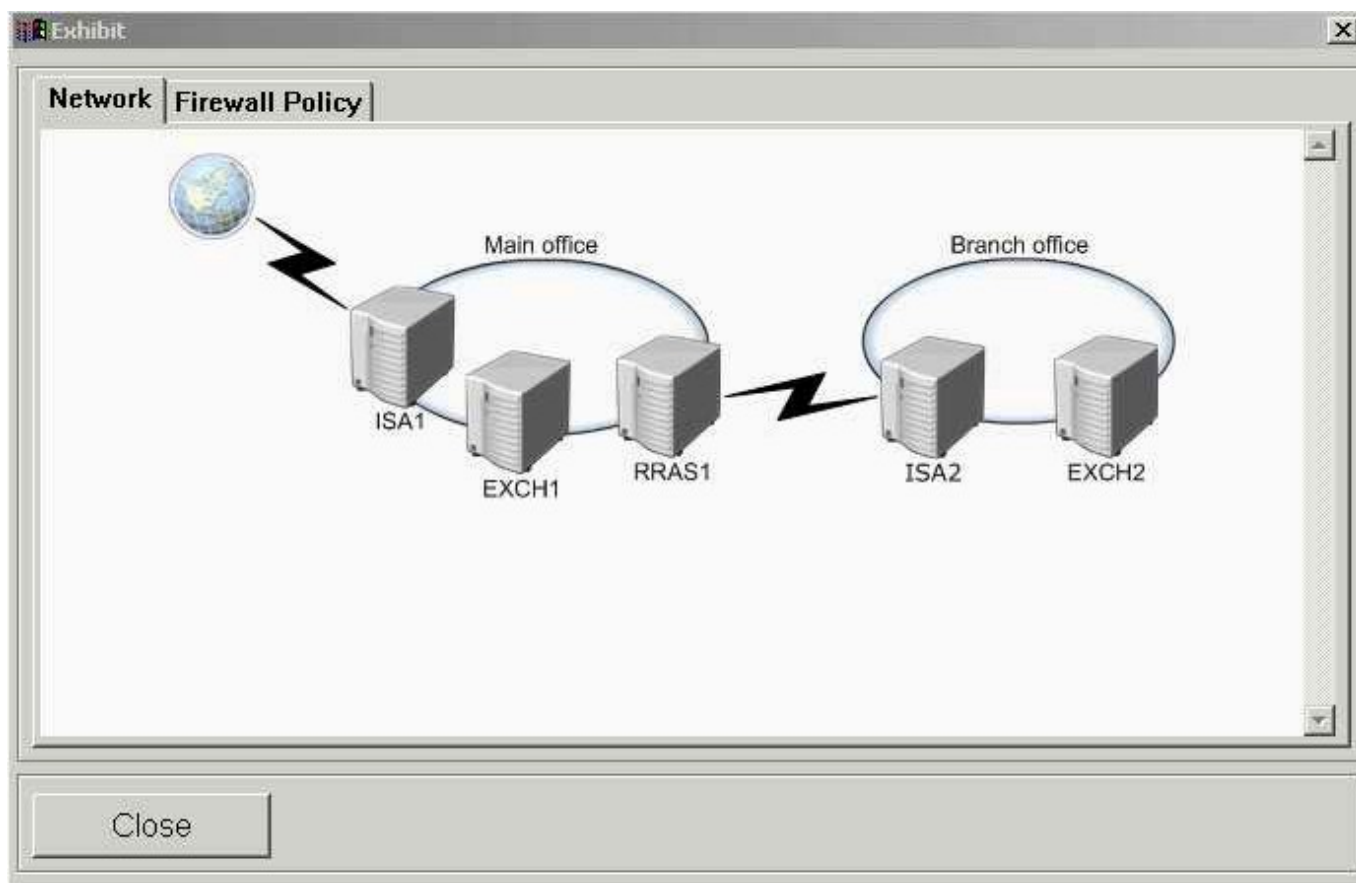 Exhibit
Network
Firewall Policy
Main office
Branch office
ISA1
EXCH1
RRAS1
ISA2
EXCH2
Close